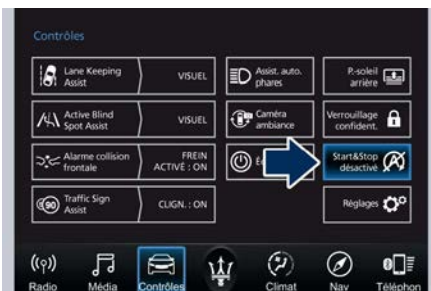 Contrôles
Lane Keeping
Assist
VISUEL
Assist. auto.
phares
P.-soleil
arrière
Active Blind
Spot Assist
VISUEL
Caméra
ambiance
Verrouillage
confident.
Alarme collision
frontale
FREIN
ACTIVÉ : ON
Start&Stop
désactivé
90
Traffic Sign
Assist
CLIGN. : ON
Réglages
Radio
Média
Contrôles
Climat
Nav
Téléphon